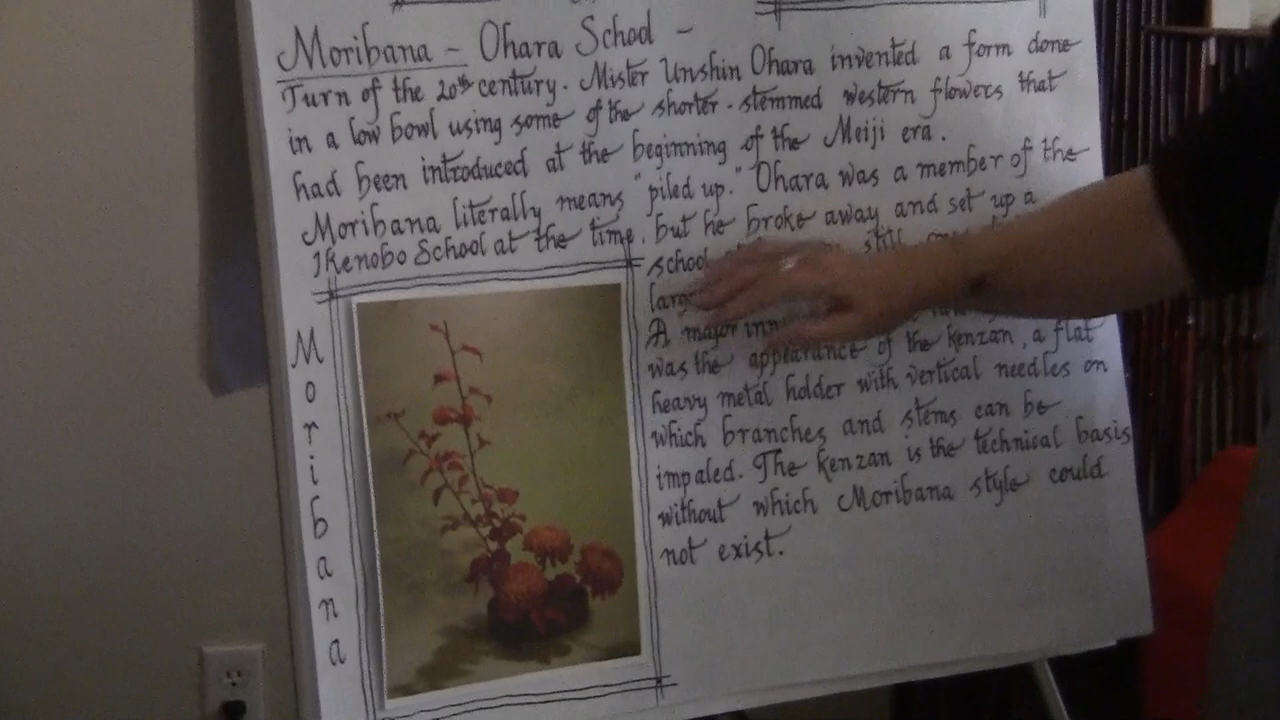 Moribana - Ohara School -
Turn of the 20th century. Mister Unshin Ohara invented a form done
in a low bowl using some of the shorter-stemmed western flowers that
had been introduced at the beginning of the Meiji era.
Moribana literally means "piled up." Ohara was a member of the
Ikenobo School at the time, but he broke away and set up a
school still
A major
was the appearance of the kenzan, a flat
heavy metal holder with vertical needles on
which branches and stems can be
impaled. The kenzan is the technical basis
without which Moribana style could
not exist.
Moribana